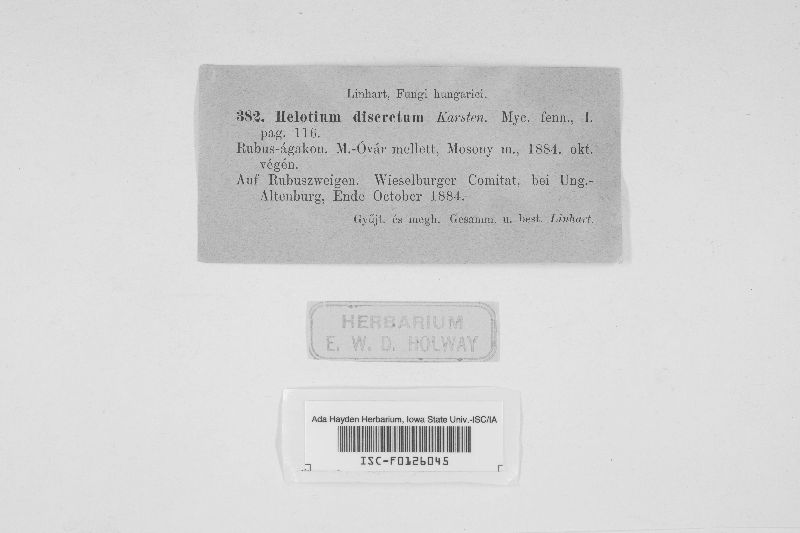 Linhart, Fungi hungarici.
382. Helotium discretum Karsten. Myc. fenn., I.
pag. 116.
Rubus-ágakon. M.-Óvár mellett, Mosony m., 1884. okt.
végén.
Auf Rubuszweigen. Wieselburger Comitat, bei Ung.-
Altenburg, Ende October 1884.
Gyűjt. és megh. Gesamm. u. best. Linhart.
HERBARIUM
E. W. D. HOLWAY
Ada Hayden Herbarium, Iowa State Univ.-ISC/IA
ISC-F0126045